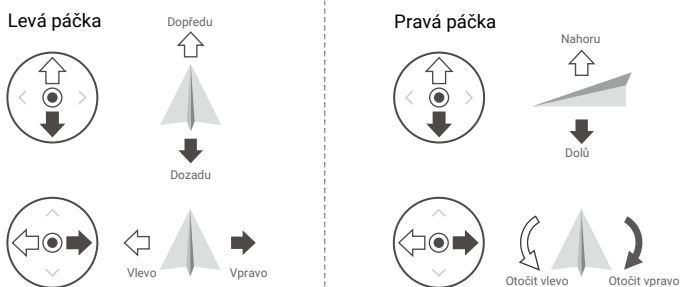 Levá páčka
Dopředu
Dozadu
Vlevo
Vpravo
Pravá páčka
Nahoru
Dolů
Otočit vlevo
Otočit vpravo